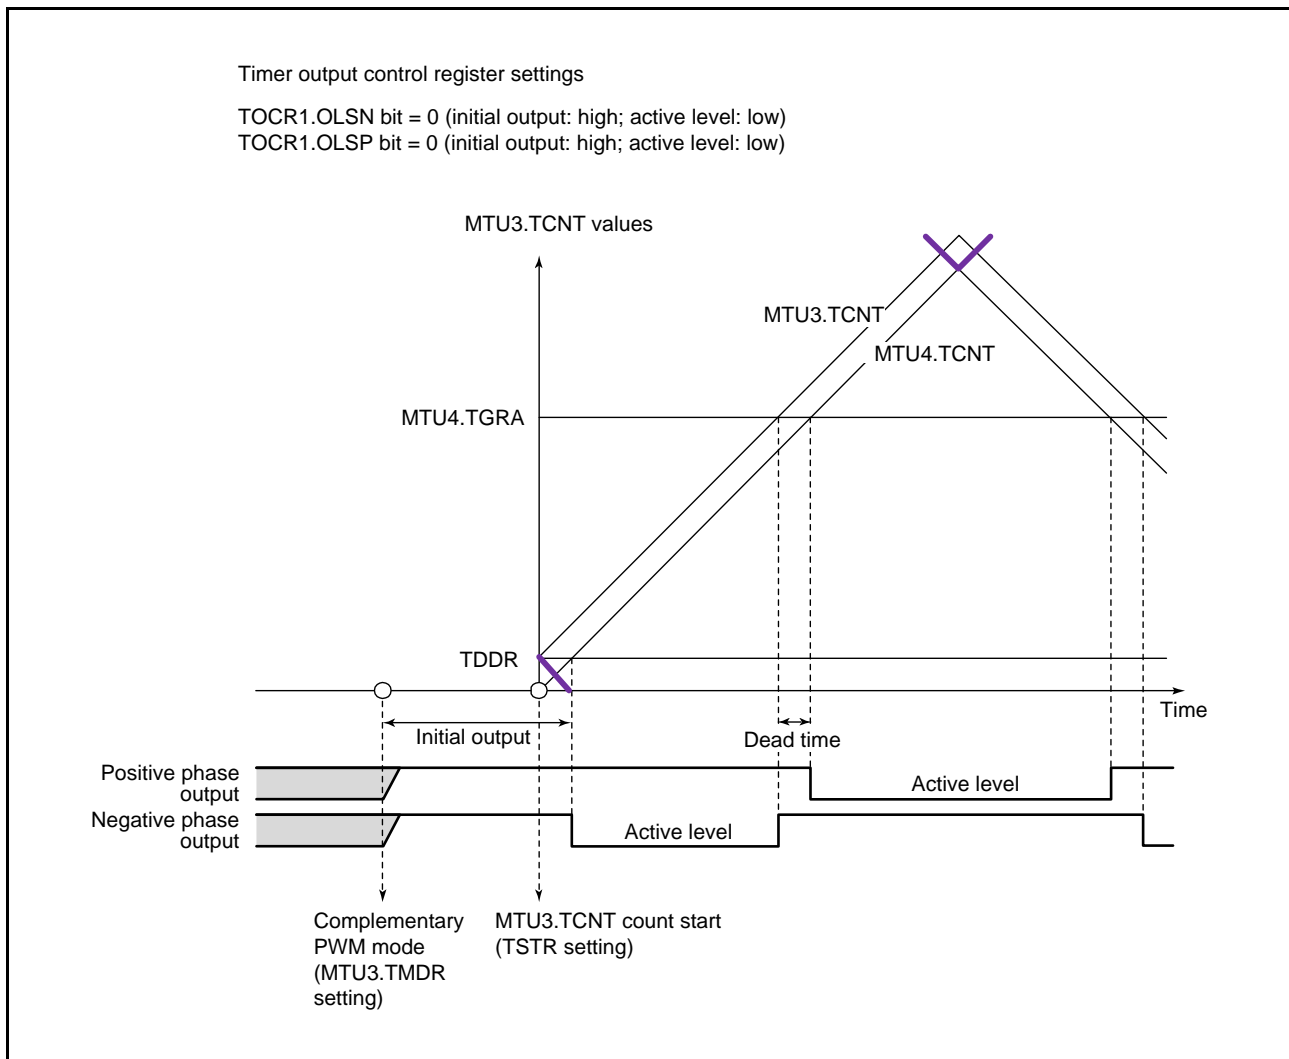 Timer output control register settings
TOCR1.OLSN bit = 0 (initial output: high; active level: low)
TOCR1.OLSP bit = 0 (initial output: high; active level: low)
MTU3.TCNT values
MTU3.TCNT
MTU4.TCNT
MTU4.TGRA
TDDR
Time
Initial output
Dead time
Positive phase
output
Active level
Negative phase
output
Active level
Complementary
PWM mode
(MTU3.TMDR
setting)
MTU3.TCNT count start
(TSTR setting)